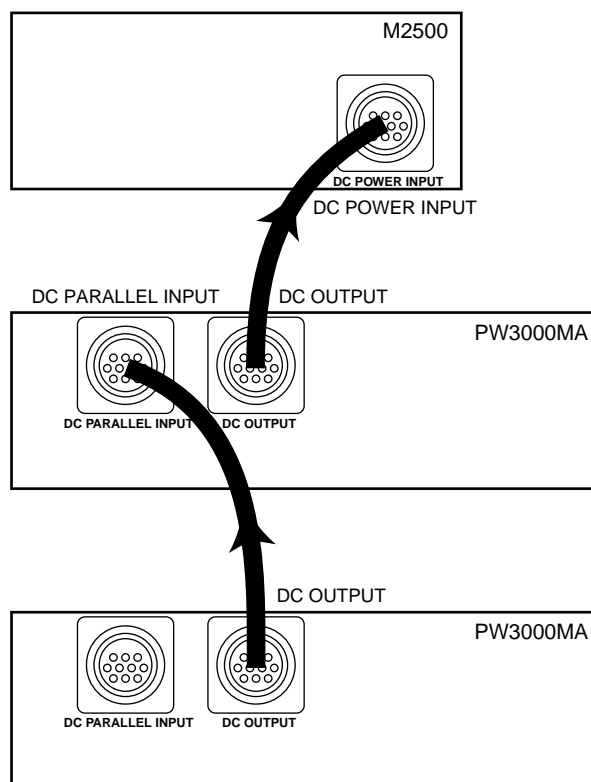 M2500
DC POWER INPUT
DC POWER INPUT
DC PARALLEL INPUT
DC OUTPUT
PW3000MA
DC PARALLEL INPUT
DC OUTPUT
DC OUTPUT
PW3000MA
DC PARALLEL INPUT
DC OUTPUT